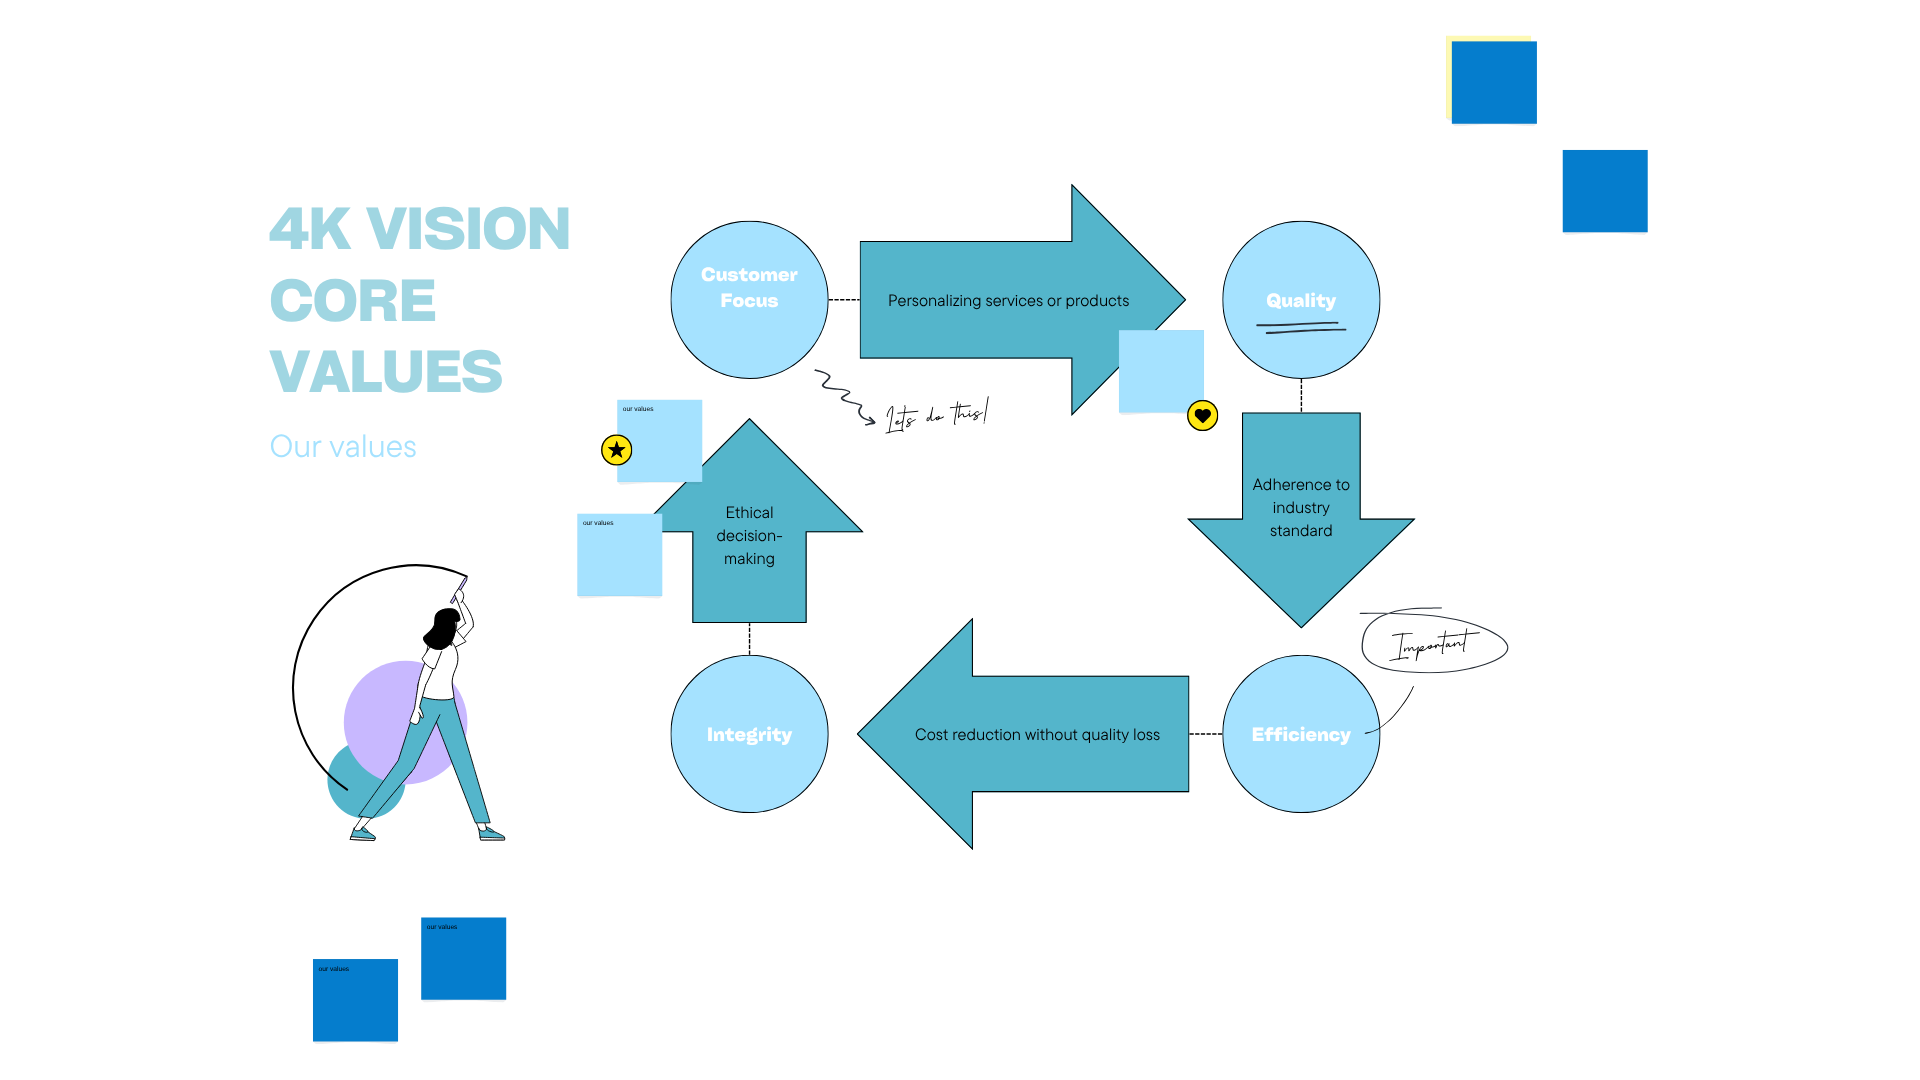 4K VISION
CORE
VALUES
Our values
Customer
Focus
Personalizing services or products
Quality
Lets do this!
our values
our values
Ethical
decision-
making
Adherence to
industry
standard
Important
Integrity
Cost reduction without quality loss
Efficiency
our values
our values